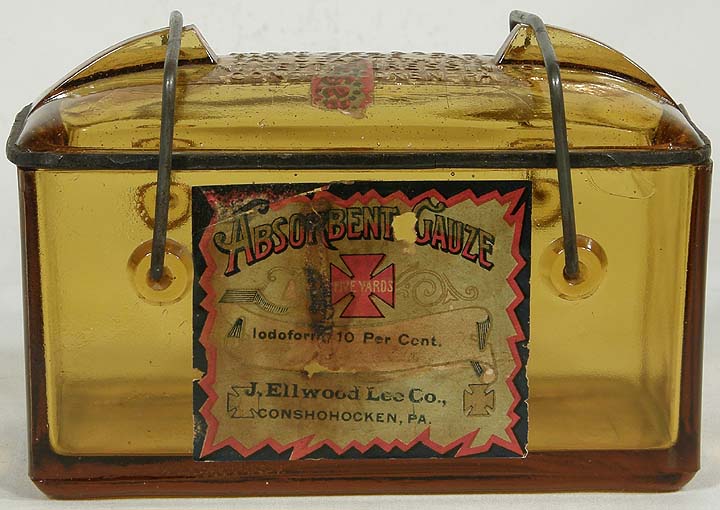 ABSORBENT GAUZE
FIVE YARDS
Iodoform, 10 Per Cent.
J. Ellwood Lee Co.,
CONSHOHOCKEN, PA.